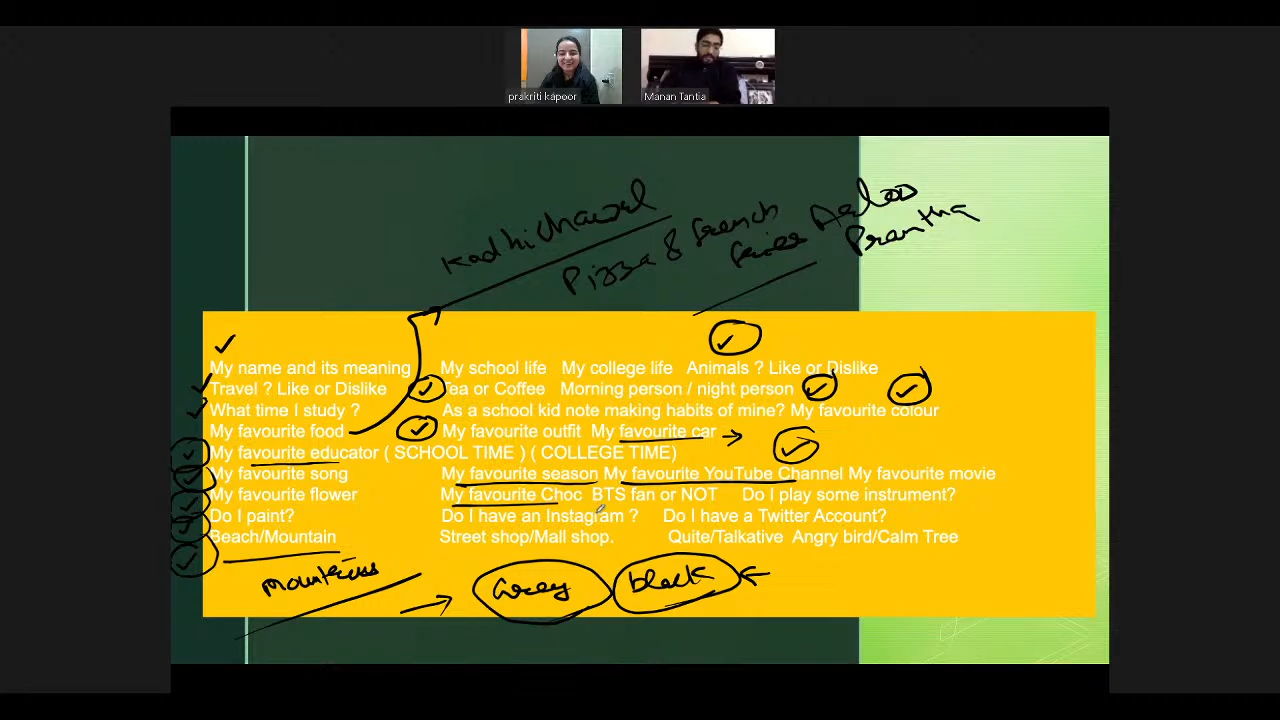 prakriti kapoor
Manan Tantia
Kadhi Chawal
Pizza & french
fries
Aaloo
Prantha
My name and its meaning My school life My college life Animals ? Like or Dislike
Travel ? Like or Dislike Tea or Coffee Morning person / night person
What time I study ? As a school kid note making habits of mine? My favourite colour
My favourite food My favourite outfit My favourite car
My favourite educator ( SCHOOL TIME ) ( COLLEGE TIME)
My favourite song My favourite season My favourite YouTube Channel My favourite movie
My favourite flower My favourite Choc BTS fan or NOT Do I play some instrument?
Do I paint? Do I have an Instagram ? Do I have a Twitter Account?
Beach/Mountain Street shop/Mall shop. Quite/Talkative Angry bird/Calm Tree
Grey black